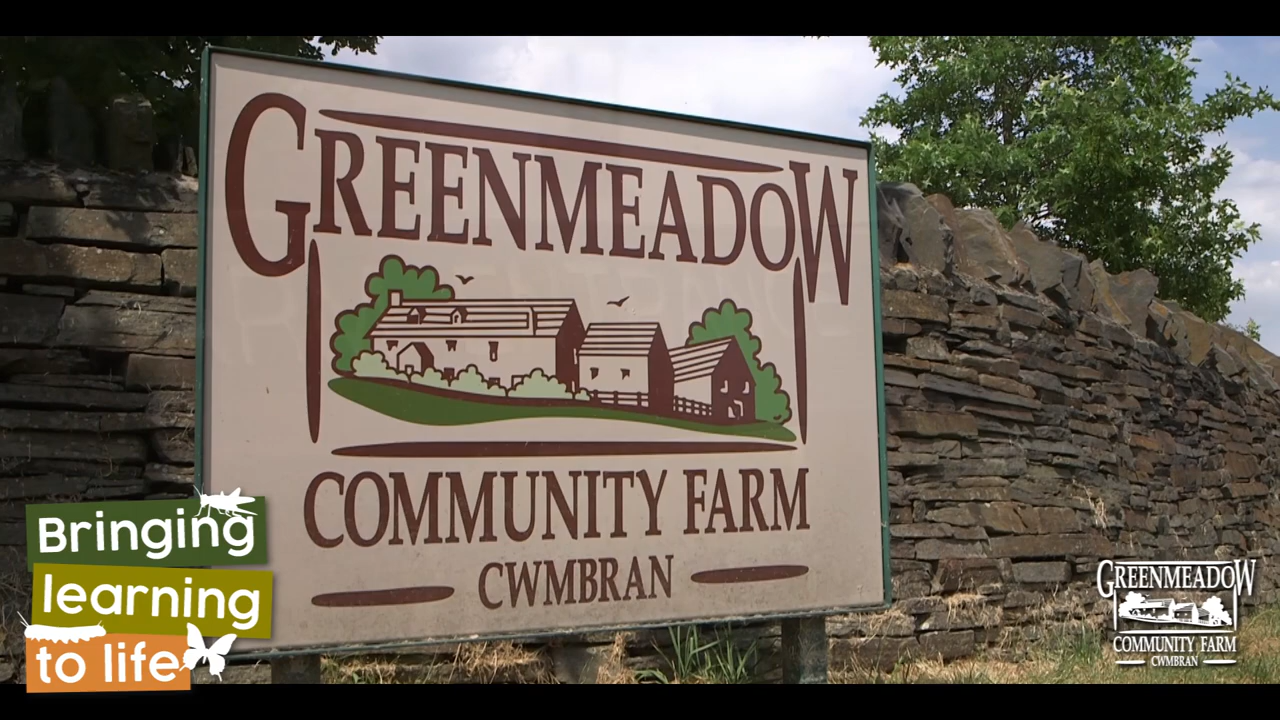 GREENMEADOW
COMMUNITY FARM
CWMBRAN
Bringing
learning
to life
GREENMEADOW
COMMUNITY FARM
CWMBRAN